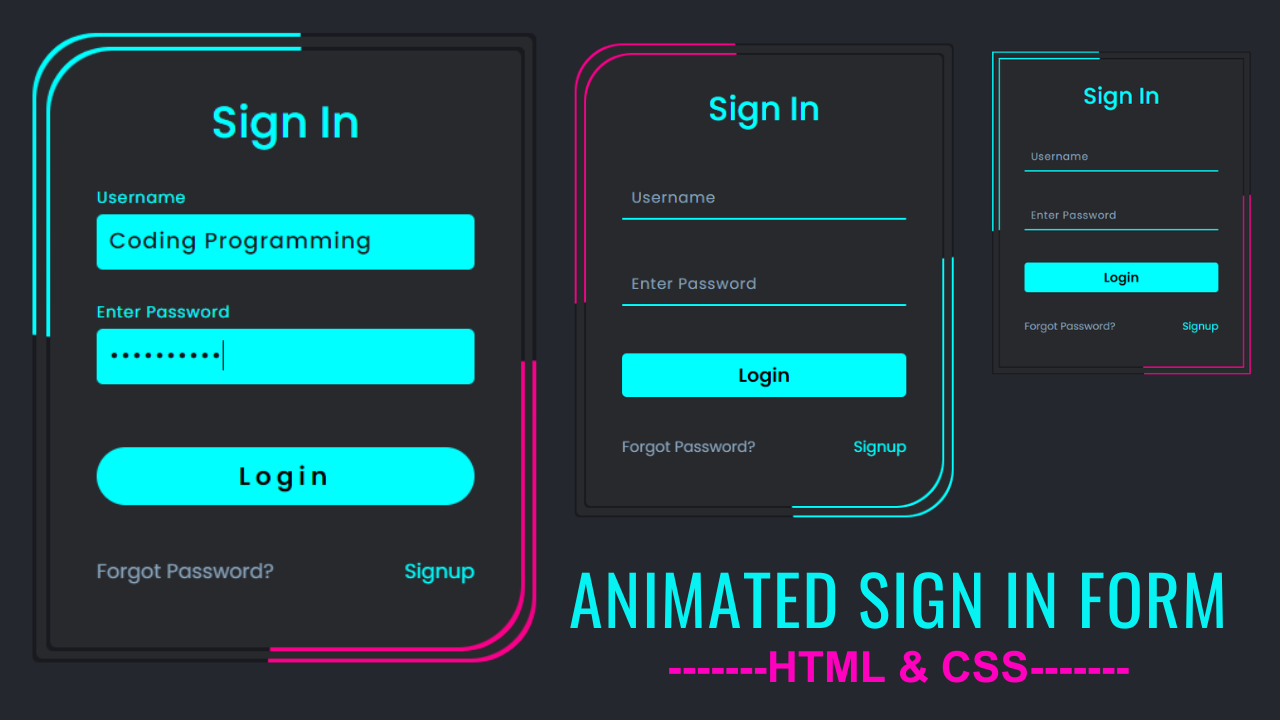 Sign In
Username
Coding Programming
Enter Password
••••••••••
Login
Forgot Password? Signup
Sign In
Username
Enter Password
Login
Forgot Password? Signup
Sign In
Username
Enter Password
Login
Forgot Password? Signup
ANIMATED SIGN IN FORM
-------HTML & CSS-------